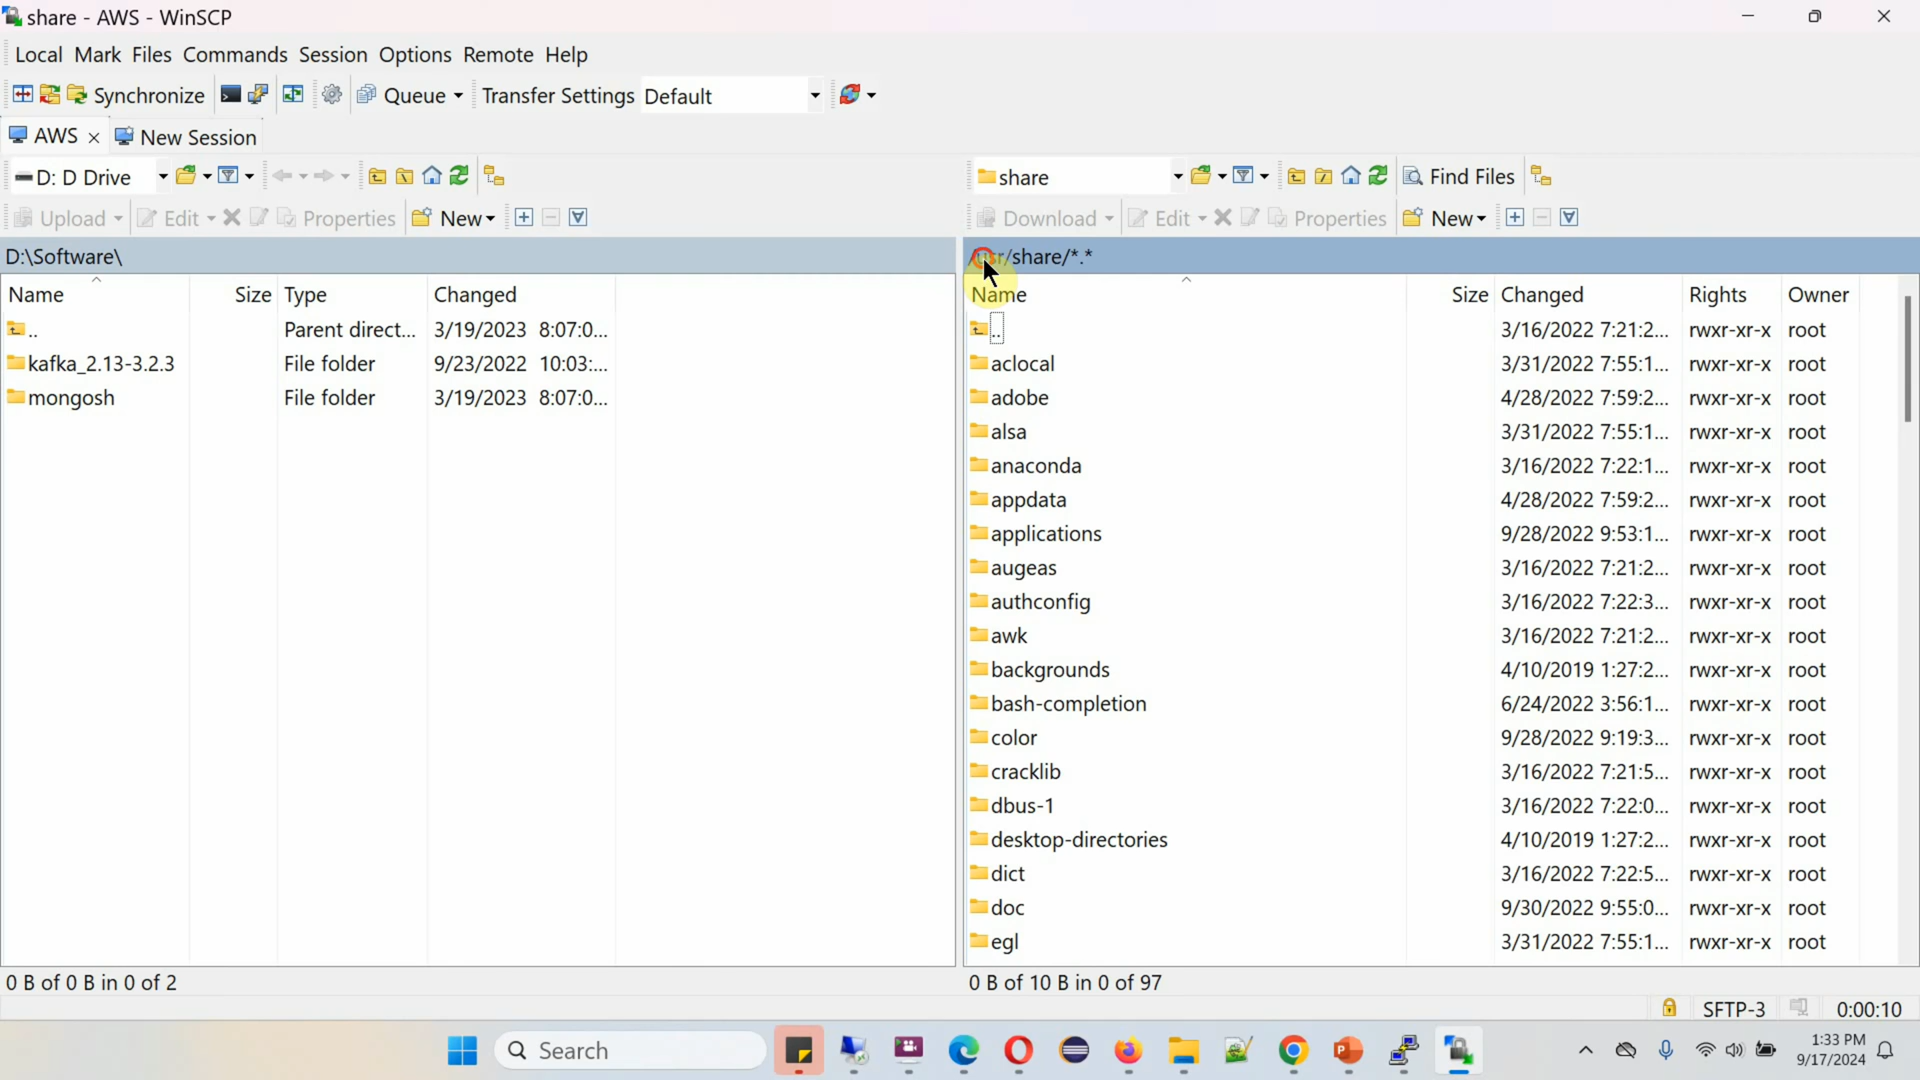 share - AWS - WinSCP
Local Mark Files Commands Session Options Remote Help
Synchronize Queue Transfer Settings Default
AWS New Session
D: D Drive
Upload Edit Properties New
D:\Software\
Name Size Type Changed
.. Parent direct... 3/19/2023 8:07:0...
kafka_2.13-3.2.3 File folder 9/23/2022 10:03:...
mongosh File folder 3/19/2023 8:07:0...
0 B of 0 B in 0 of 2
share Find Files
Download Edit Properties New
/usr/share/*.*
Name Size Changed Rights Owner
.. 3/16/2022 7:21:2... rwxr-xr-x root
aclocal 3/31/2022 7:55:1... rwxr-xr-x root
adobe 4/28/2022 7:59:2... rwxr-xr-x root
alsa 3/31/2022 7:55:1... rwxr-xr-x root
anaconda 3/16/2022 7:22:1... rwxr-xr-x root
appdata 4/28/2022 7:59:2... rwxr-xr-x root
applications 9/28/2022 9:53:1... rwxr-xr-x root
augeas 3/16/2022 7:21:2... rwxr-xr-x root
authconfig 3/16/2022 7:22:3... rwxr-xr-x root
awk 3/16/2022 7:21:2... rwxr-xr-x root
backgrounds 4/10/2019 1:27:2... rwxr-xr-x root
bash-completion 6/24/2022 3:56:1... rwxr-xr-x root
color 9/28/2022 9:19:3... rwxr-xr-x root
cracklib 3/16/2022 7:21:5... rwxr-xr-x root
dbus-1 3/16/2022 7:22:0... rwxr-xr-x root
desktop-directories 4/10/2019 1:27:2... rwxr-xr-x root
dict 3/16/2022 7:22:5... rwxr-xr-x root
doc 9/30/2022 9:55:0... rwxr-xr-x root
egl 3/31/2022 7:55:1... rwxr-xr-x root
0 B of 10 B in 0 of 97
SFTP-3 0:00:10
Search
1:33 PM
9/17/2024